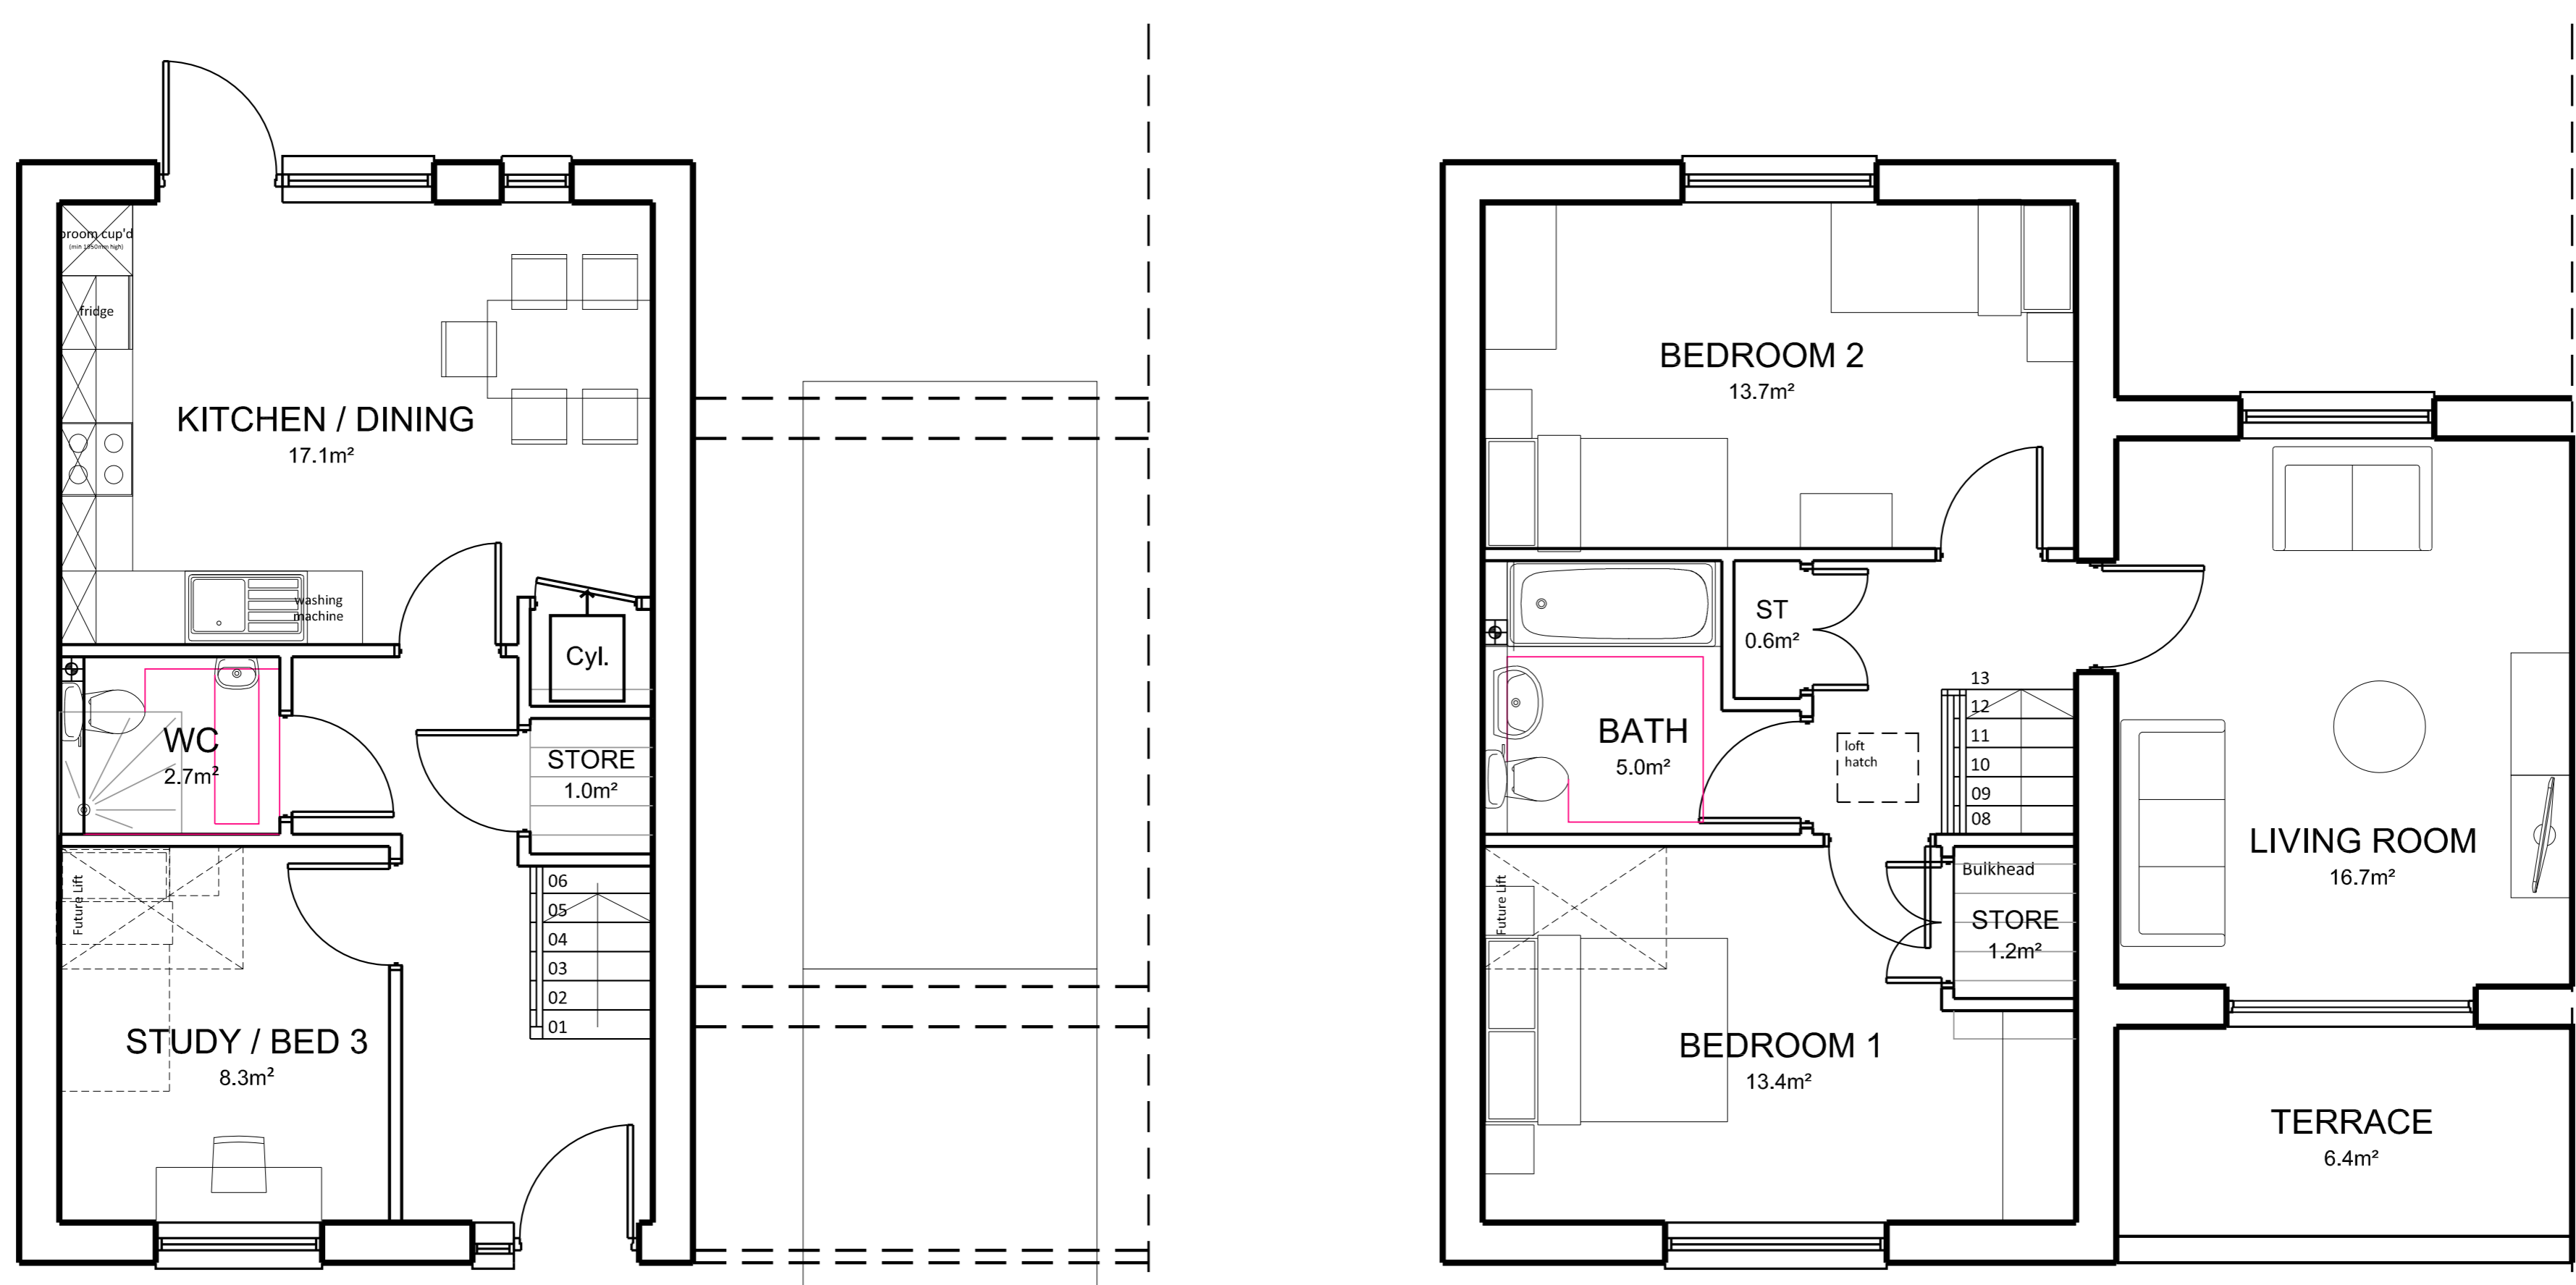 broom cup'd
(min 1950mm high)
fridge
KITCHEN / DINING
17.1m²
washing
machine
Cyl.
WC
2.7m²
STORE
1.0m²
06
05
04
03
02
01
Future Lift
STUDY / BED 3
8.3m²
BEDROOM 2
13.7m²
ST
0.6m²
BATH
5.0m²
loft
hatch
13
12
11
10
09
08
Bulkhead
STORE
1.2m²
Future Lift
BEDROOM 1
13.4m²
LIVING ROOM
16.7m²
TERRACE
6.4m²